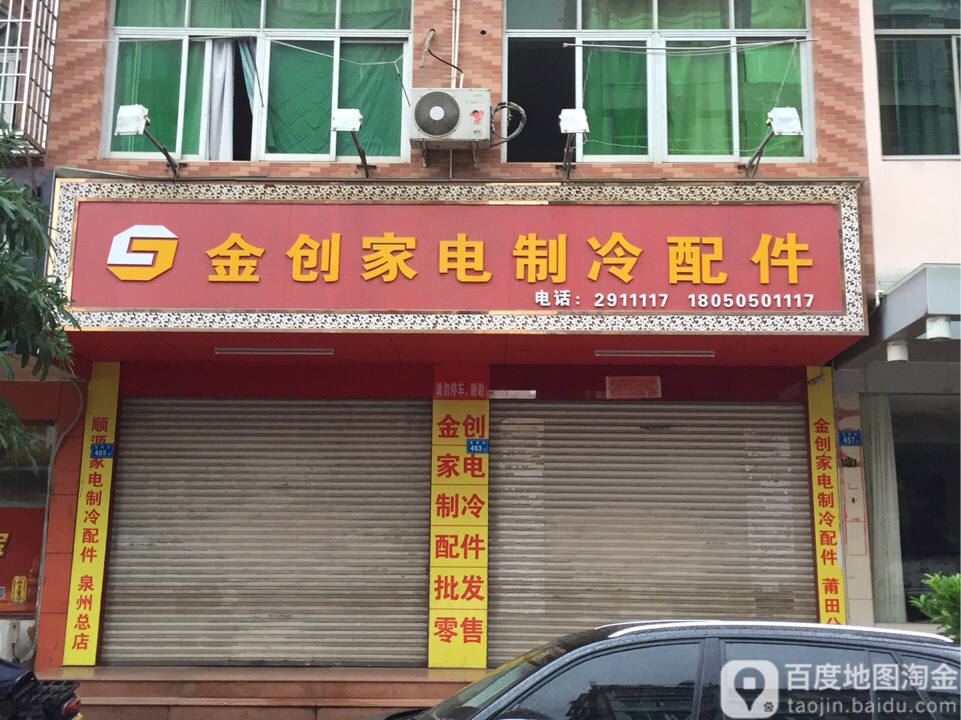 金创家电制冷配件
电话：2911117 18050501117
请勿停车、谢谢
顺源家电制冷配件 泉州总店
金创
家电
制冷
配件
批发
零售
金创家电制冷配件 莆田分
465
463
457
百度地图淘金
taojin.baidu.com